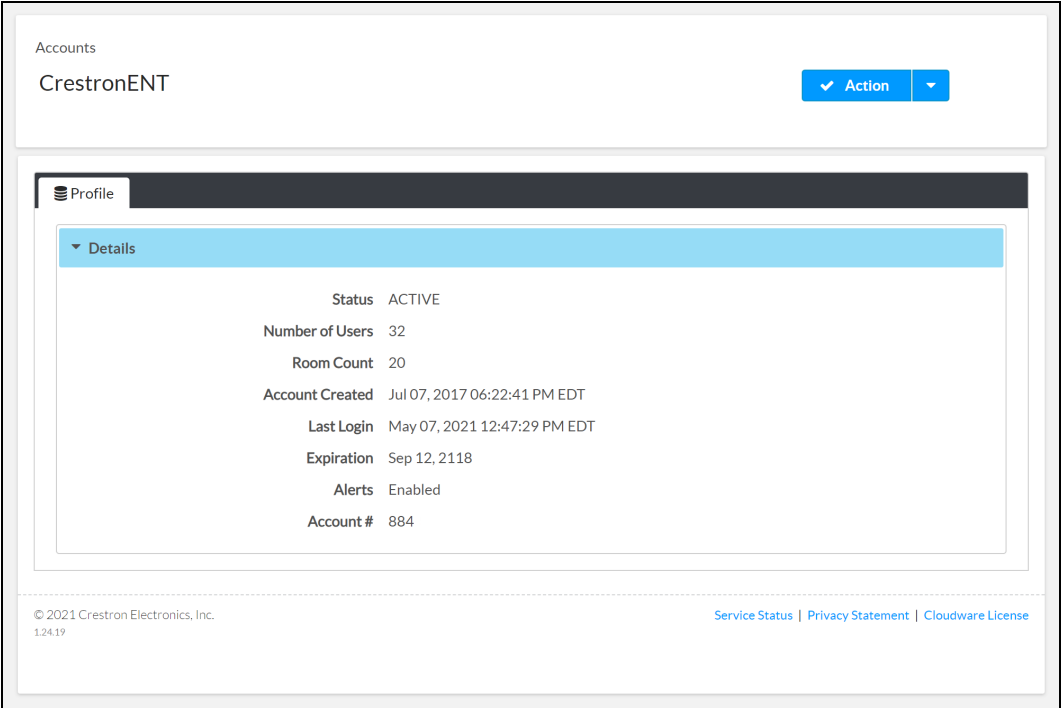 Accounts
CrestronENT
Action
Profile
Details
Status ACTIVE
Number of Users 32
Room Count 20
Account Created Jul 07, 2017 06:22:41 PM EDT
Last Login May 07, 2021 12:47:29 PM EDT
Expiration Sep 12, 2118
Alerts Enabled
Account # 884
© 2021 Crestron Electronics, Inc. Service Status | Privacy Statement | Cloudware License
1.24.19